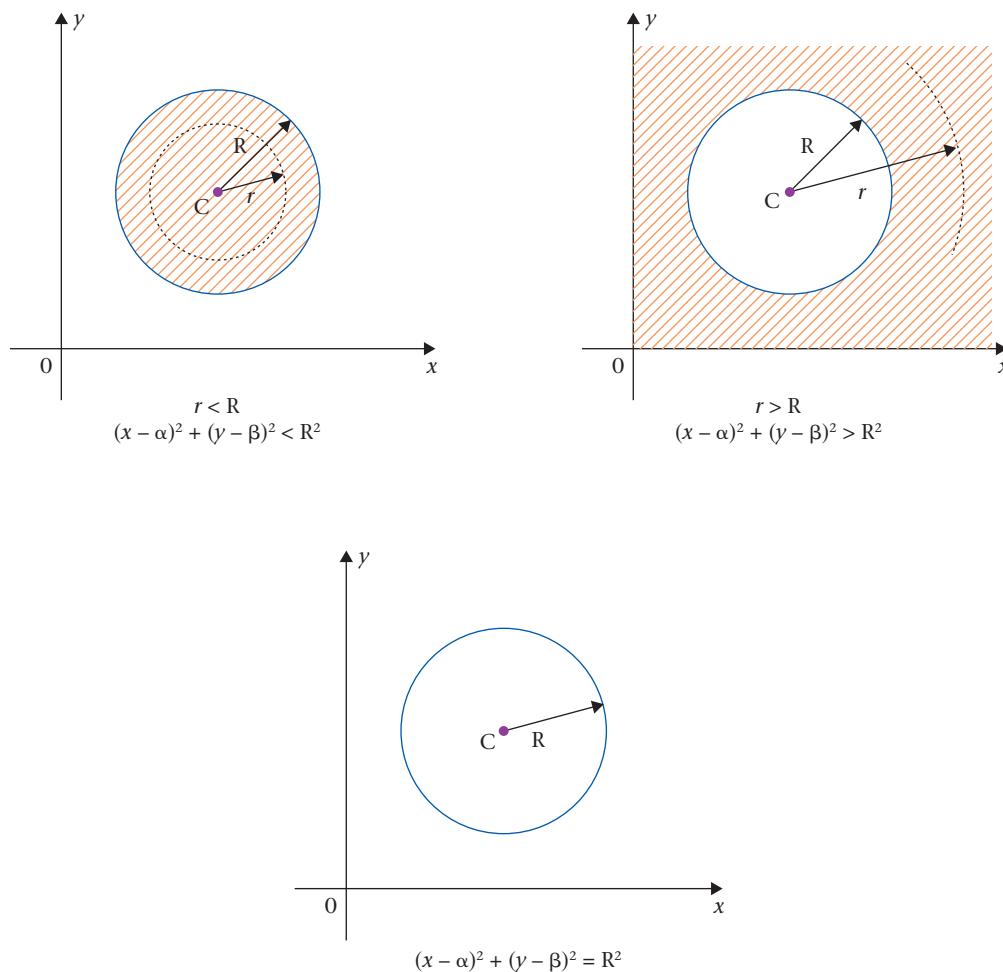 y
R
C
r
0
x
r < R
(x – α)² + (y – β)² < R²
y
R
C
r
0
x
r > R
(x – α)² + (y – β)² > R²
y
C
R
0
x
(x – α)² + (y – β)² = R²